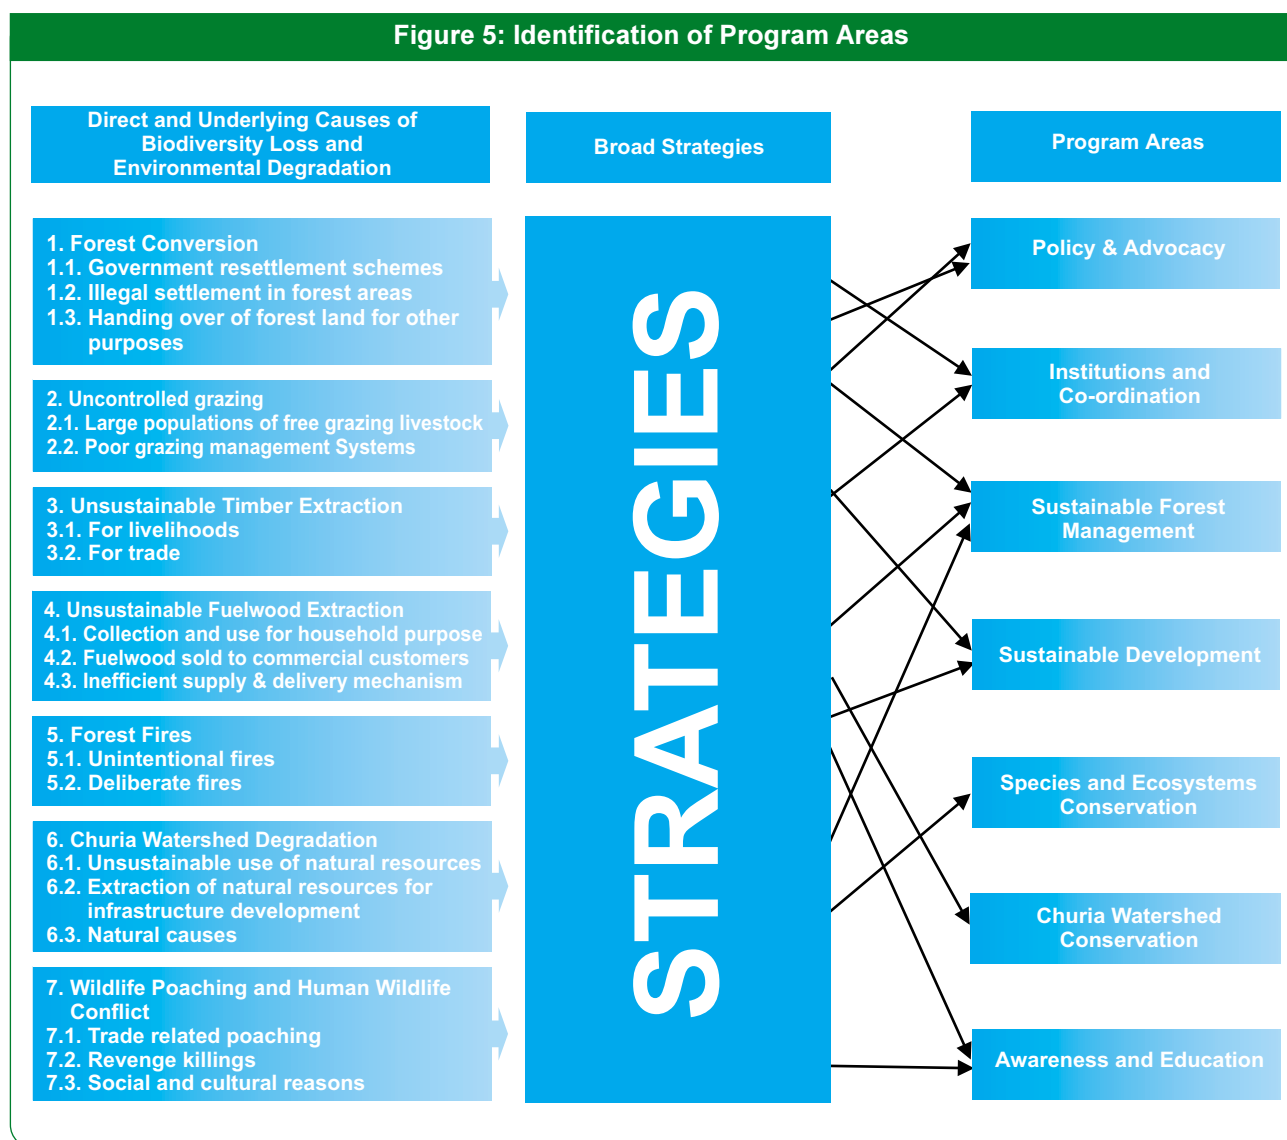 Figure 5: Identification of Program Areas
Direct and Underlying Causes of
Biodiversity Loss and
Environmental Degradation
Broad Strategies
Program Areas
1. Forest Conversion
1.1. Government resettlement schemes
1.2. Illegal settlement in forest areas
1.3. Handing over of forest land for other
purposes
2. Uncontrolled grazing
2.1. Large populations of free grazing livestock
2.2. Poor grazing management Systems
3. Unsustainable Timber Extraction
3.1. For livelihoods
3.2. For trade
4. Unsustainable Fuelwood Extraction
4.1. Collection and use for household purpose
4.2. Fuelwood sold to commercial customers
4.3. Inefficient supply & delivery mechanism
5. Forest Fires
5.1. Unintentional fires
5.2. Deliberate fires
6. Churia Watershed Degradation
6.1. Unsustainable use of natural resources
6.2. Extraction of natural resources for
infrastructure development
6.3. Natural causes
7. Wildlife Poaching and Human Wildlife
Conflict
7.1. Trade related poaching
7.2. Revenge killings
7.3. Social and cultural reasons
STRATEGIES
Policy & Advocacy
Institutions and
Co-ordination
Sustainable Forest
Management
Sustainable Development
Species and Ecosystems
Conservation
Churia Watershed
Conservation
Awareness and Education